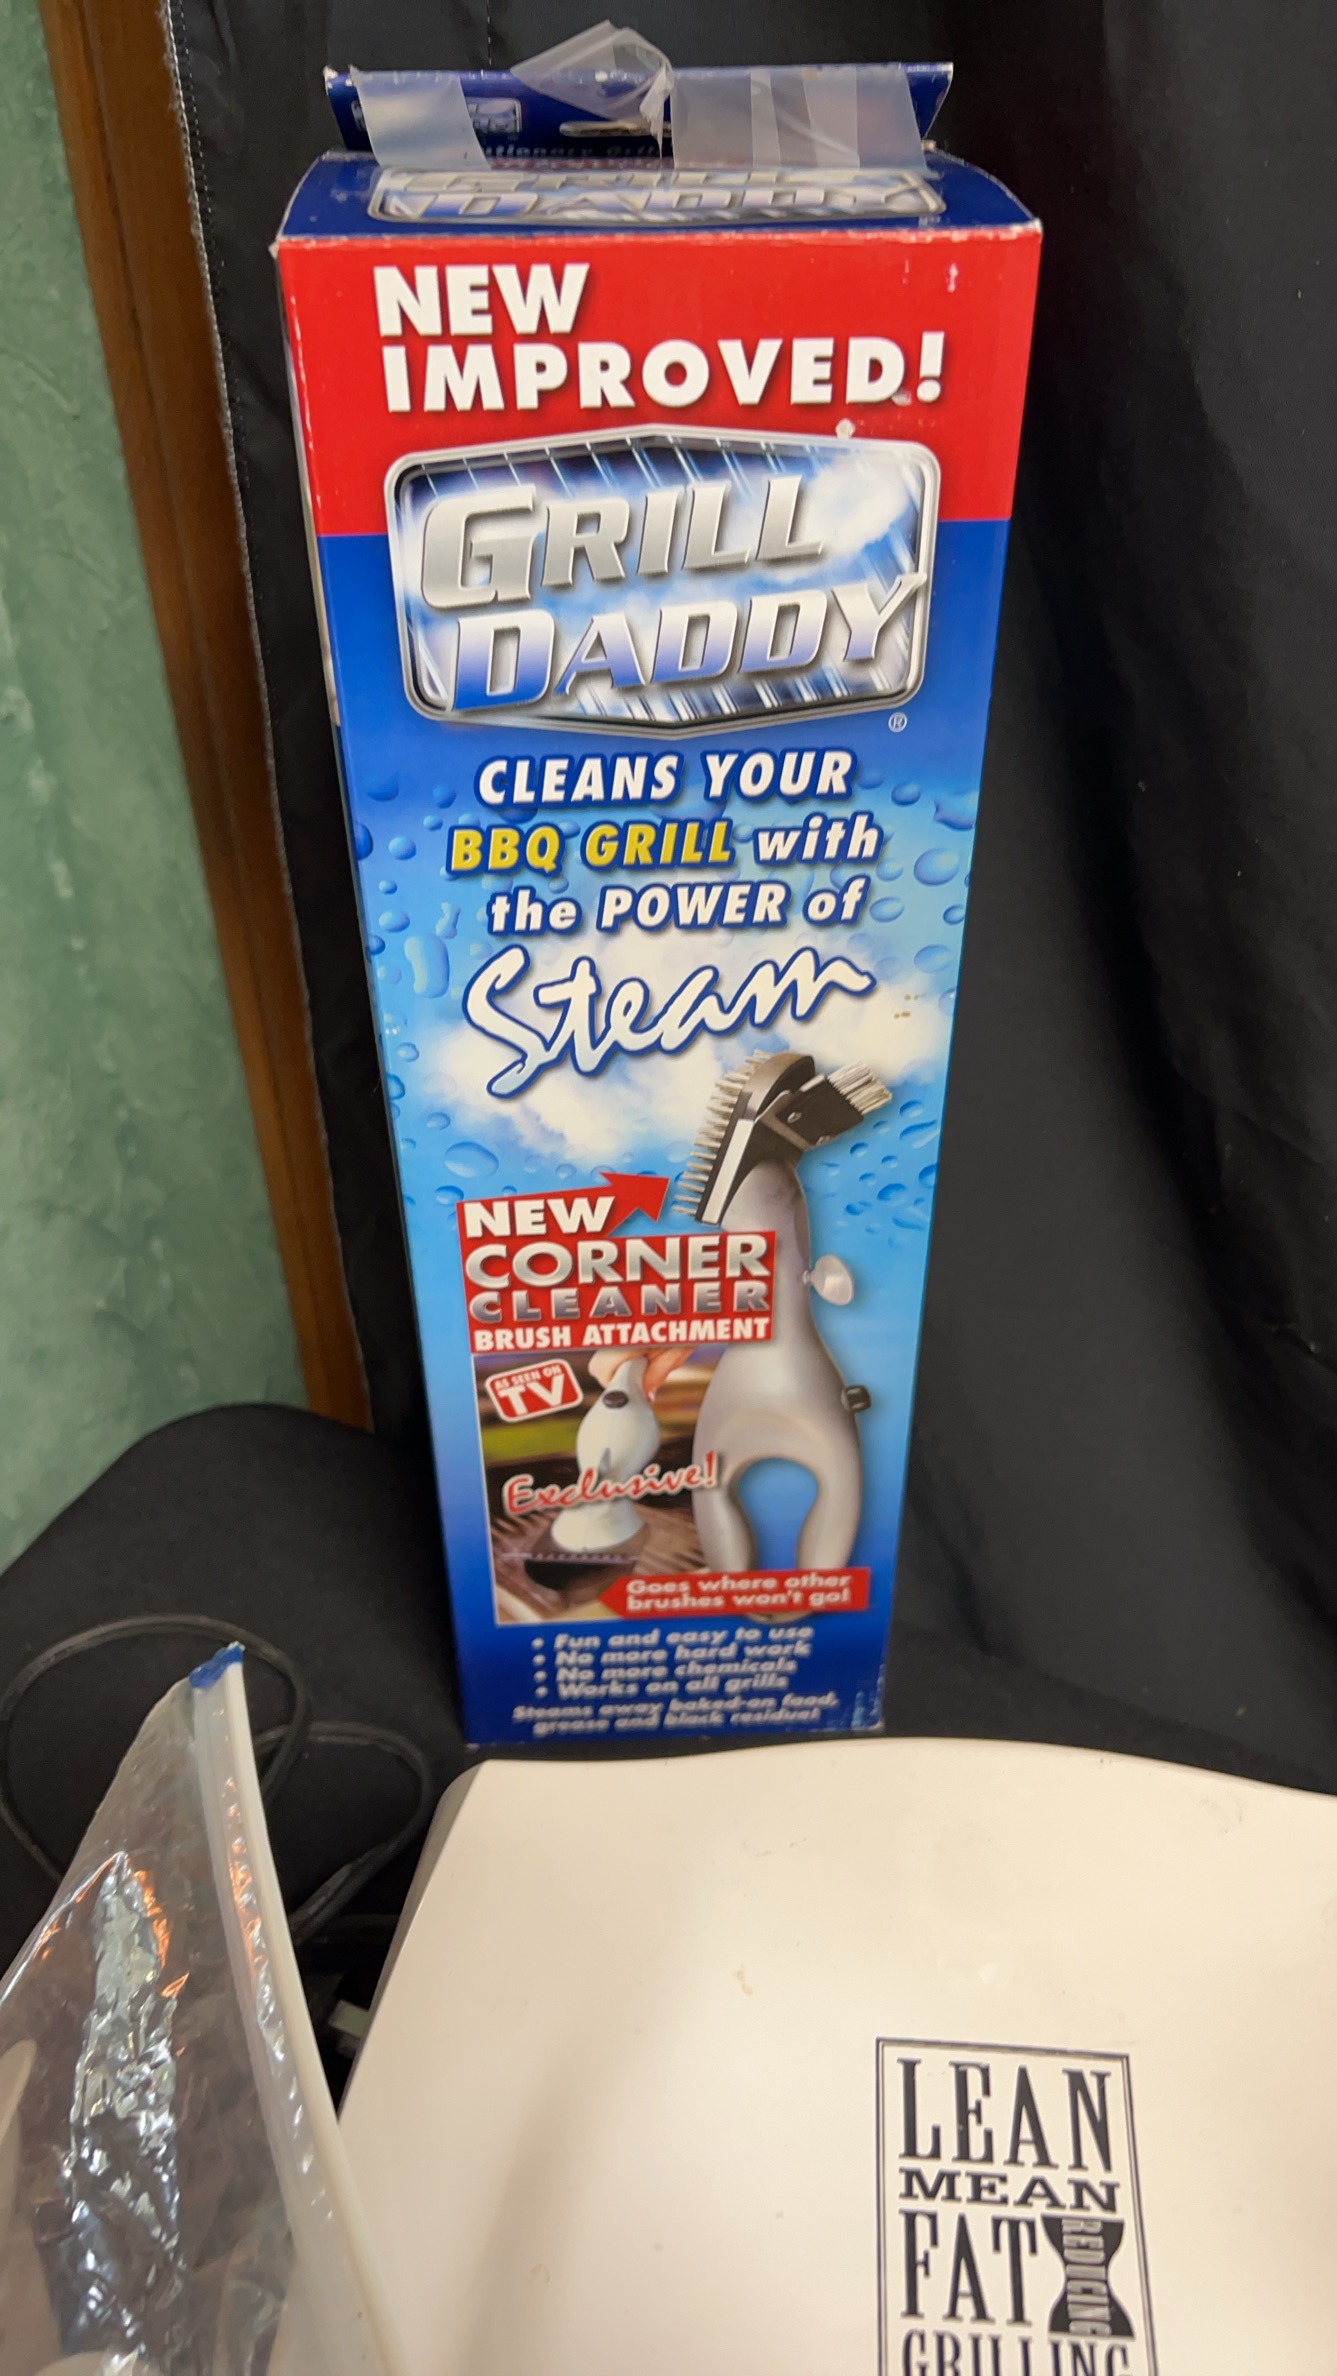 GRILL
DADDY
NEW
IMPROVED!
GRILL
DADDY
®
CLEANS YOUR
BBQ GRILL with
the POWER of
Steam
NEW
CORNER
CLEANER
BRUSH ATTACHMENT
AS SEEN ON
TV
Exclusive!
Goes where other
brushes won't go!
• Fun and easy to use
• No more hard work
• No more chemicals
• Works on all grills
Steams away baked-on food,
grease and black residue!
LEAN
MEAN
FAT
REDUCING
GRILLING